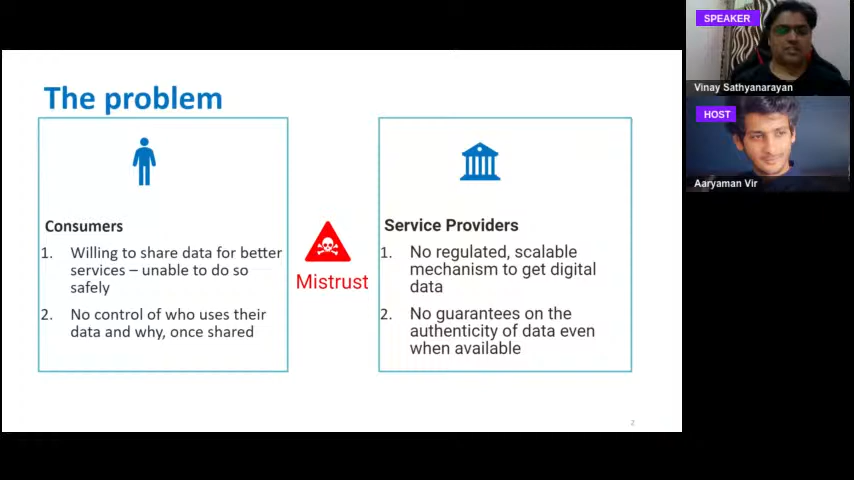 The problem
Consumers
1. Willing to share data for better
services – unable to do so
safely
2. No control of who uses their
data and why, once shared
Mistrust
Service Providers
1. No regulated, scalable
mechanism to get digital
data
2. No guarantees on the
authenticity of data even
when available
2
SPEAKER
Vinay Sathyanarayan
HOST
Aaryaman Vir